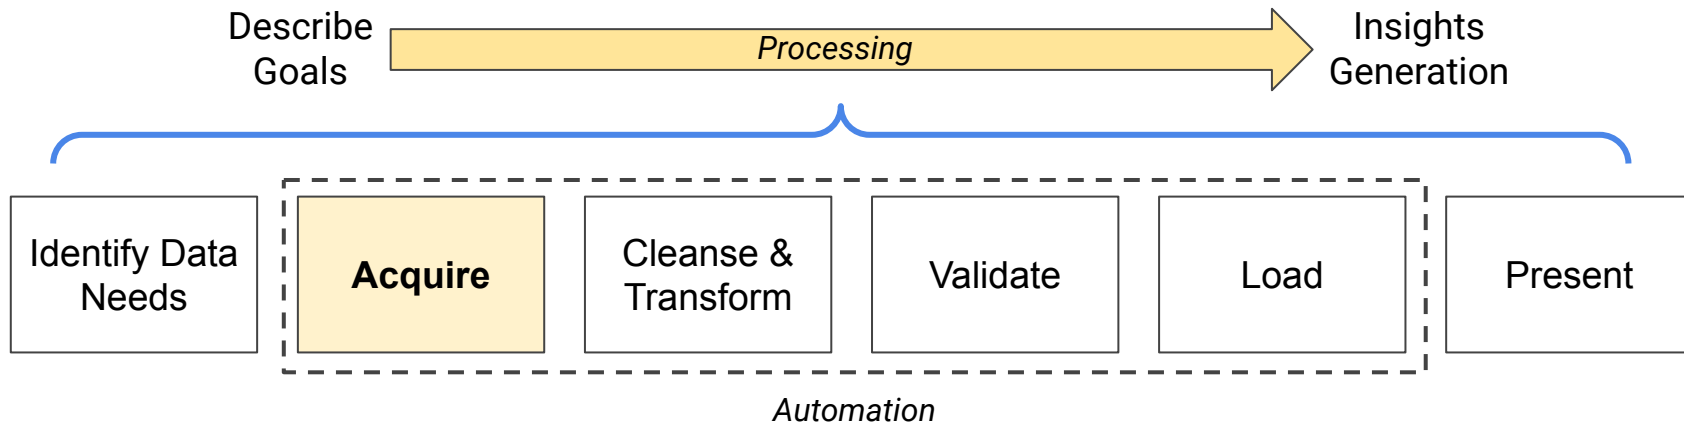 Describe
Goals
Processing
Insights
Generation
Identify Data
Needs
Acquire
Cleanse &
Transform
Validate
Load
Present
Automation